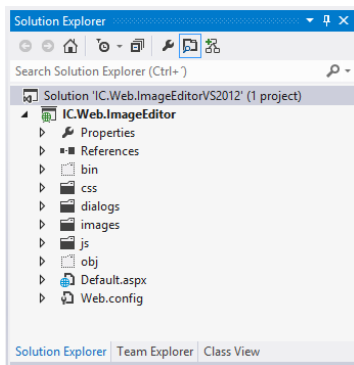 Solution Explorer
Search Solution Explorer (Ctrl+´)
Solution 'IC.Web.ImageEditorVS2012' (1 project)
IC.Web.ImageEditor
Properties
References
bin
css
dialogs
images
js
obj
Default.aspx
Web.config
Solution Explorer Team Explorer Class View